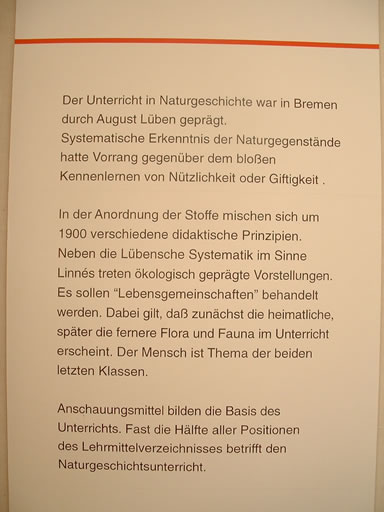 Der Unterricht in Naturgeschichte war in Bremen
durch August Lüben geprägt.
Systematische Erkenntnis der Naturgegenstände
hatte Vorrang gegenüber dem bloßen
Kennenlernen von Nützlichkeit oder Giftigkeit .
In der Anordnung der Stoffe mischen sich um
1900 verschiedene didaktische Prinzipien.
Neben die Lübensche Systematik im Sinne
Linnés treten ökologisch geprägte Vorstellungen.
Es sollen “Lebensgemeinschaften” behandelt
werden. Dabei gilt, daß zunächst die heimatliche,
später die fernere Flora und Fauna im Unterricht
erscheint. Der Mensch ist Thema der beiden
letzten Klassen.
Anschauungsmittel bilden die Basis des
Unterrichts. Fast die Hälfte aller Positionen
des Lehrmittelverzeichnisses betrifft den
Naturgeschichtsunterricht.